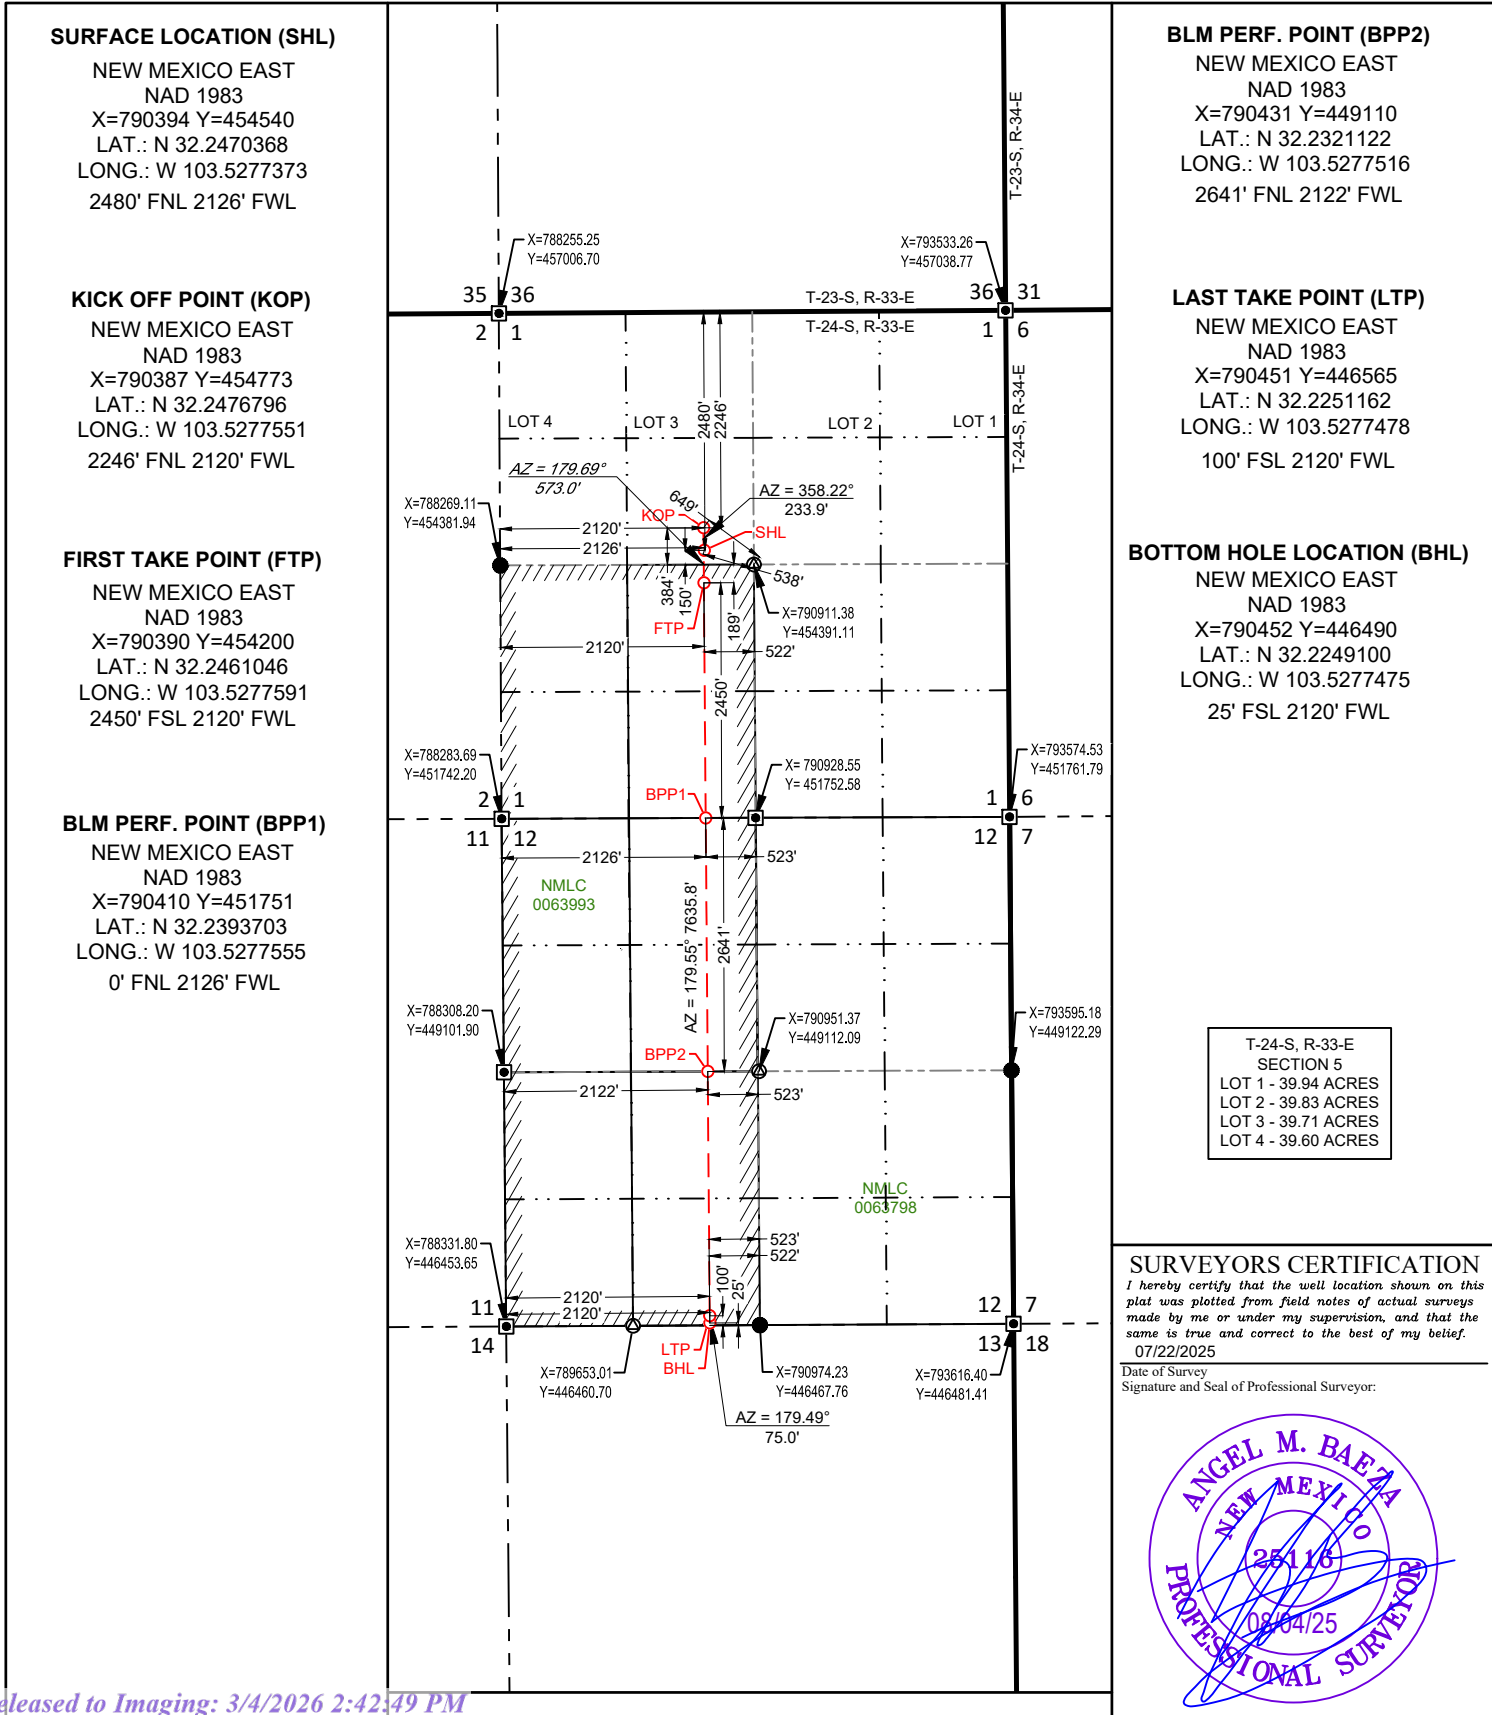 SURFACE LOCATION (SHL)
NEW MEXICO EAST
NAD 1983
X=790394 Y=454540
LAT.: N 32.2470368
LONG.: W 103.5277373
2480' FNL 2126' FWL
KICK OFF POINT (KOP)
NEW MEXICO EAST
NAD 1983
X=790387 Y=454773
LAT.: N 32.2476796
LONG.: W 103.5277551
2246' FNL 2120' FWL
FIRST TAKE POINT (FTP)
NEW MEXICO EAST
NAD 1983
X=790390 Y=454200
LAT.: N 32.2461046
LONG.: W 103.5277591
2450' FSL 2120' FWL
BLM PERF. POINT (BPP1)
NEW MEXICO EAST
NAD 1983
X=790410 Y=451751
LAT.: N 32.2393703
LONG.: W 103.5277555
0' FNL 2126' FWL
T-23-S, R-34-E
X=788255.25
Y=457006.70
X=793533.26
Y=457038.77
35 36
T-23-S, R-33-E
36 31
2 1
T-24-S, R-33-E
1 6
T-24-S, R-34-E
LOT 4
LOT 3
2480'
2246'
LOT 2
LOT 1
AZ = 179.69°
573.0'
649'
AZ = 358.22°
233.9'
X=788269.11
Y=454381.94
KOP
2120'
SHL
2126'
538'
384'
150'
189'
X=790911.38
Y=454391.11
FTP
2120'
522'
2450'
X=788283.69
Y=451742.20
X= 790928.55
Y= 451752.58
X=793574.53
Y=451761.79
BPP1
2 1
1 6
11 12
12 7
2126'
523'
NMLC
0063993
AZ = 179.55° 7635.8'
2641'
X=788308.20
Y=449101.90
X=790951.37
Y=449112.09
X=793595.18
Y=449122.29
BPP2
2122'
523'
NMLC
0063798
523'
522'
X=788331.80
Y=446453.65
100'
25'
2120'
2120'
11
12 7
14
13 18
LTP
BHL
X=789653.01
Y=446460.70
X=790974.23
Y=446467.76
X=793616.40
Y=446481.41
AZ = 179.49°
75.0'
BLM PERF. POINT (BPP2)
NEW MEXICO EAST
NAD 1983
X=790431 Y=449110
LAT.: N 32.2321122
LONG.: W 103.5277516
2641' FNL 2122' FWL
LAST TAKE POINT (LTP)
NEW MEXICO EAST
NAD 1983
X=790451 Y=446565
LAT.: N 32.2251162
LONG.: W 103.5277478
100' FSL 2120' FWL
BOTTOM HOLE LOCATION (BHL)
NEW MEXICO EAST
NAD 1983
X=790452 Y=446490
LAT.: N 32.2249100
LONG.: W 103.5277475
25' FSL 2120' FWL
T-24-S, R-33-E
SECTION 5
LOT 1 - 39.94 ACRES
LOT 2 - 39.83 ACRES
LOT 3 - 39.71 ACRES
LOT 4 - 39.60 ACRES
SURVEYORS CERTIFICATION
I hereby certify that the well location shown on this
plat was plotted from field notes of actual surveys
made by me or under my supervision, and that the
same is true and correct to the best of my belief.
07/22/2025
Date of Survey
Signature and Seal of Professional Surveyor:
ANGEL M. BAEZA
NEW MEXICO
25116
08/04/25
PROFESSIONAL SURVEYOR
eleased to Imaging: 3/4/2026 2:42:49 PM